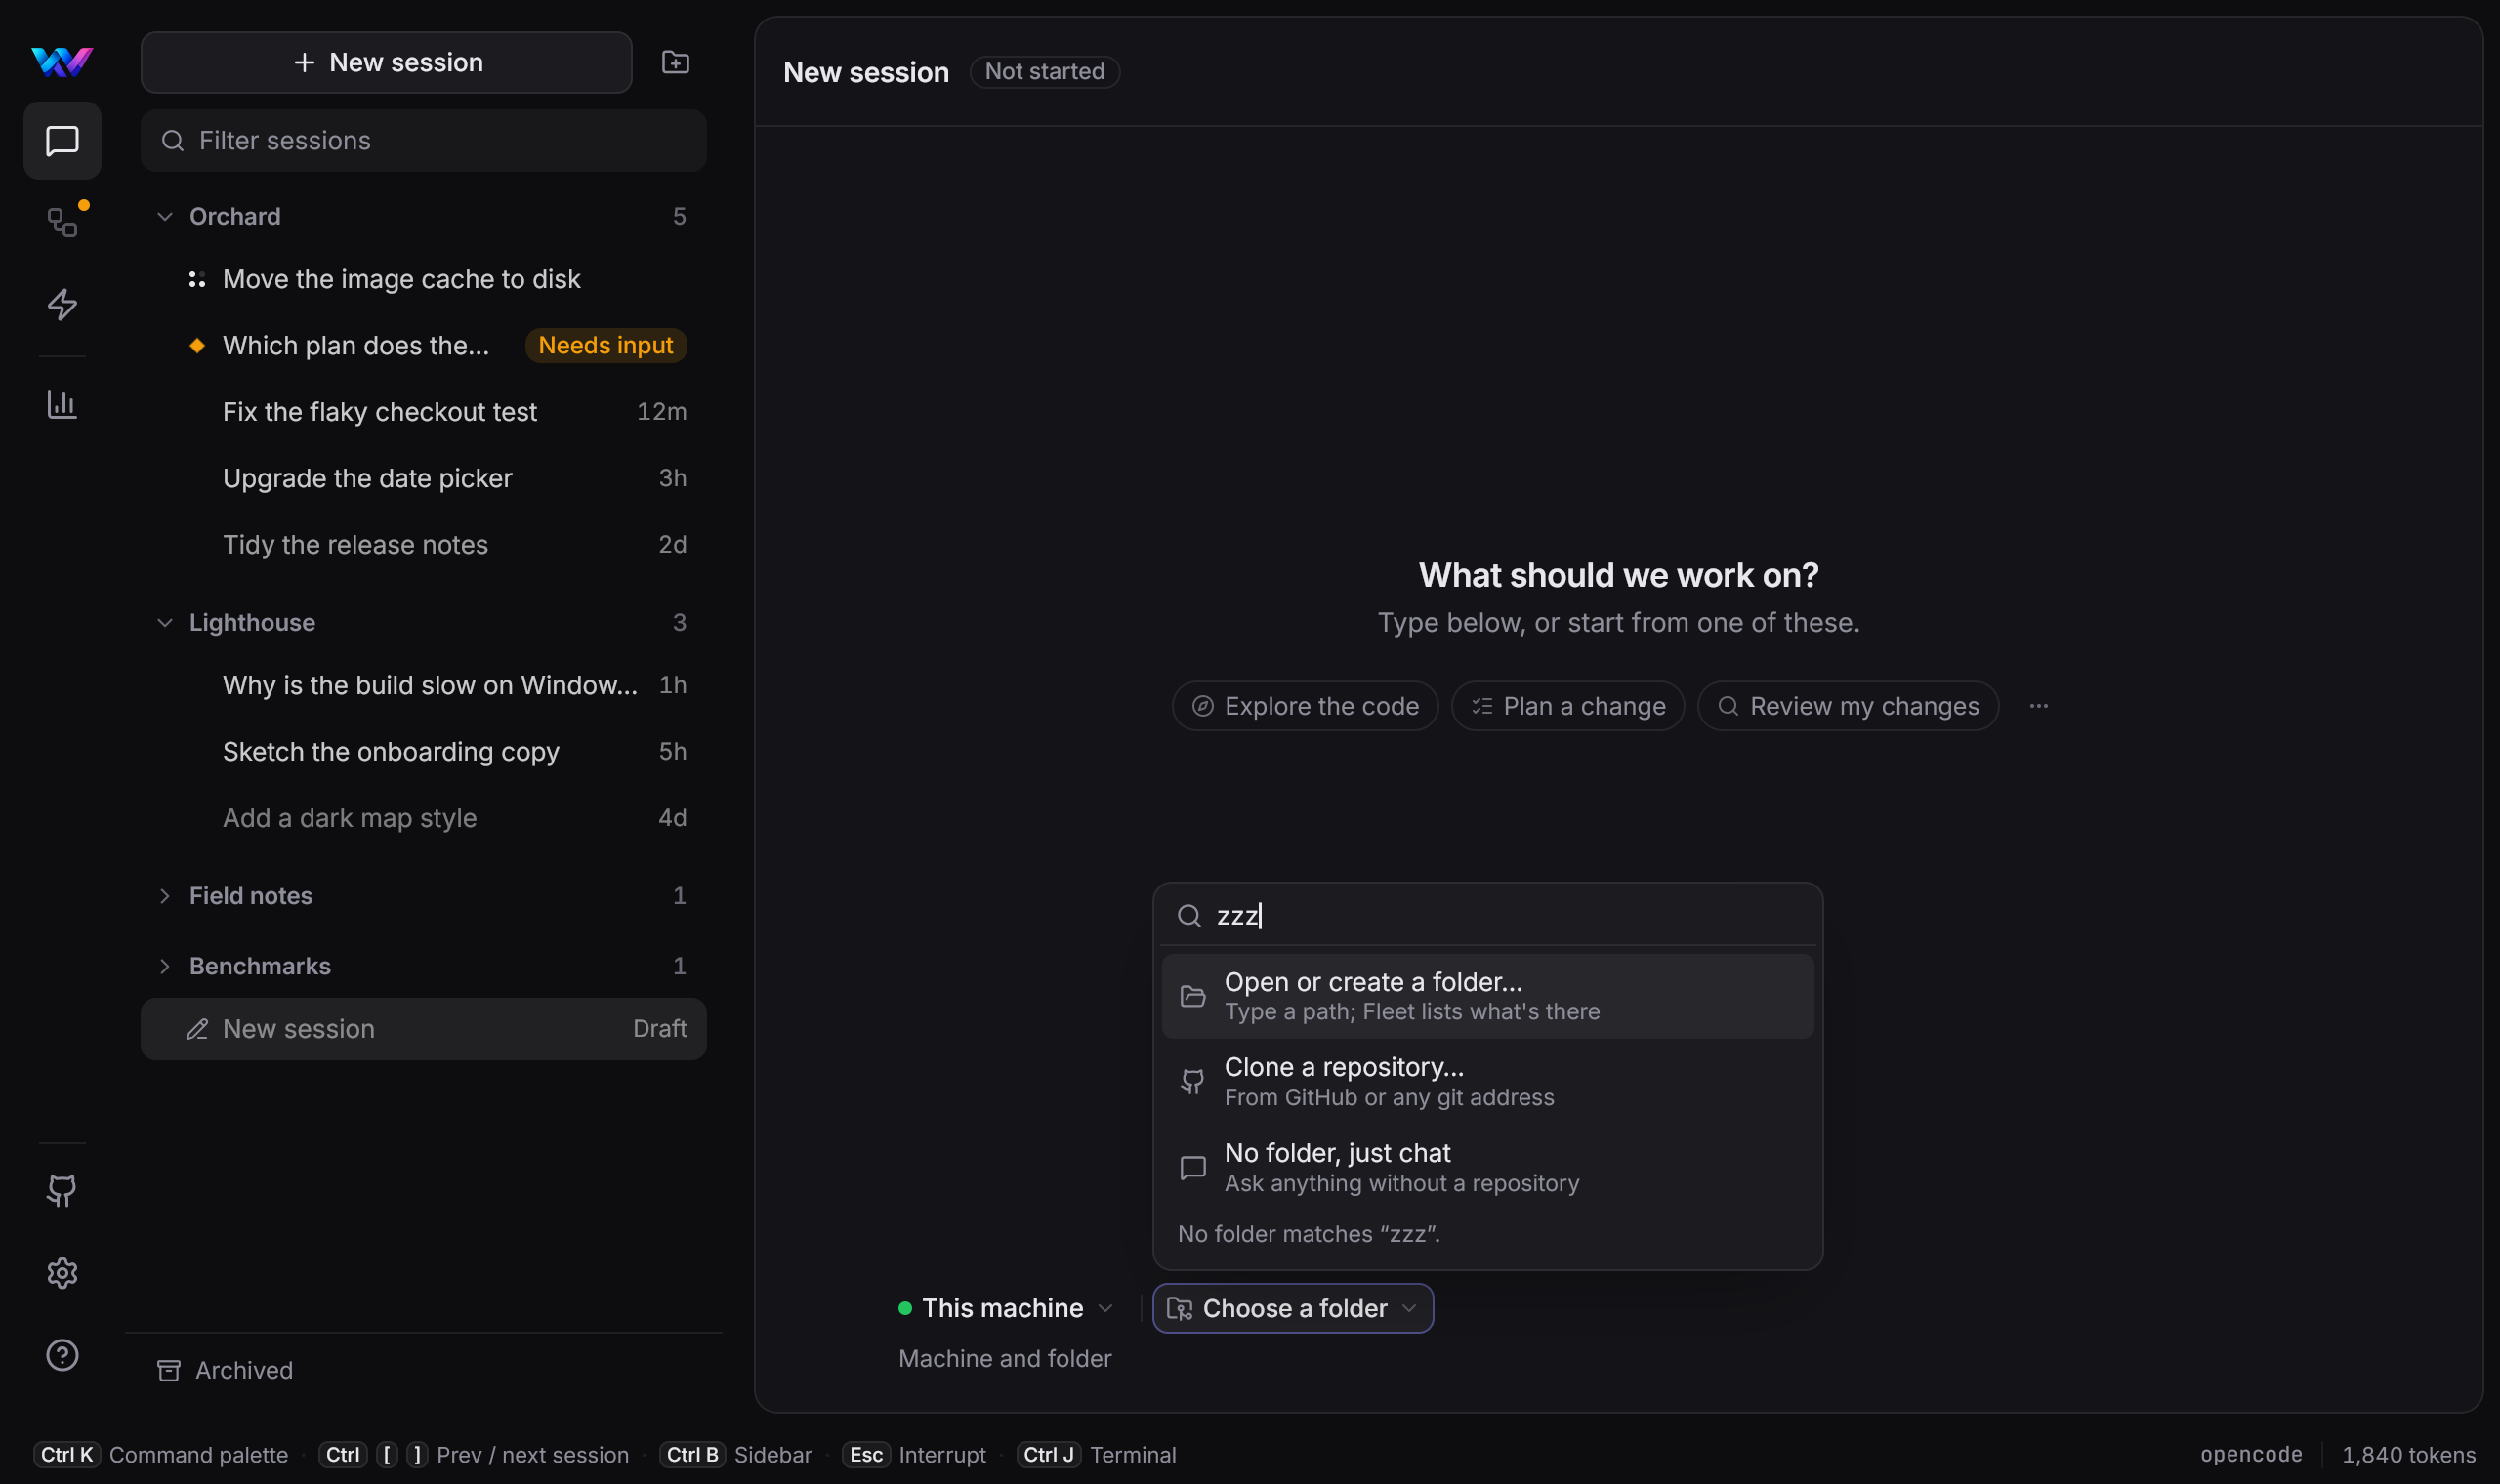 New session
Filter sessions
Orchard 5
Move the image cache to disk
Which plan does the... Needs input
Fix the flaky checkout test 12m
Upgrade the date picker 3h
Tidy the release notes 2d
Lighthouse 3
Why is the build slow on Window... 1h
Sketch the onboarding copy 5h
Add a dark map style 4d
Field notes 1
Benchmarks 1
New session Draft
Archived
New session Not started
What should we work on?
Type below, or start from one of these.
Explore the code Plan a change Review my changes
zzz
Open or create a folder...
Type a path; Fleet lists what's there
Clone a repository...
From GitHub or any git address
No folder, just chat
Ask anything without a repository
No folder matches “zzz”.
This machine Choose a folder
Machine and folder
Ctrl K Command palette · Ctrl [ ] Prev / next session · Ctrl B Sidebar · Esc Interrupt · Ctrl J Terminal opencode 1,840 tokens